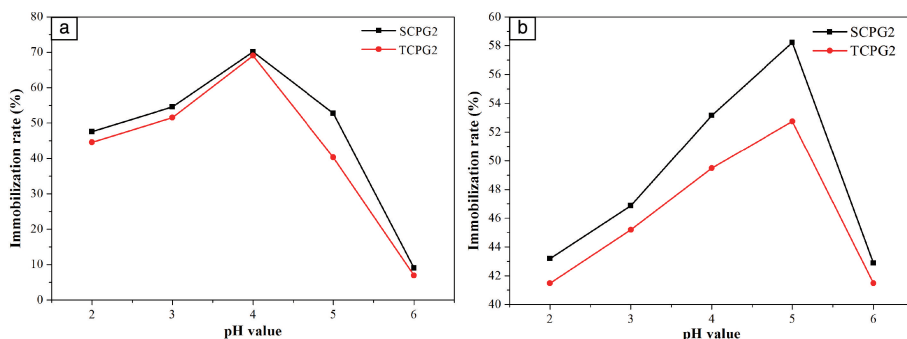 a
SCPG2
TCPG2
Immobilization rate (%)
80
70
60
50
40
30
20
10
0
2 3 4 5 6
pH value
b
SCPG2
TCPG2
Immobilization rate (%)
60
58
56
54
52
50
48
46
44
42
40
2 3 4 5 6
pH value